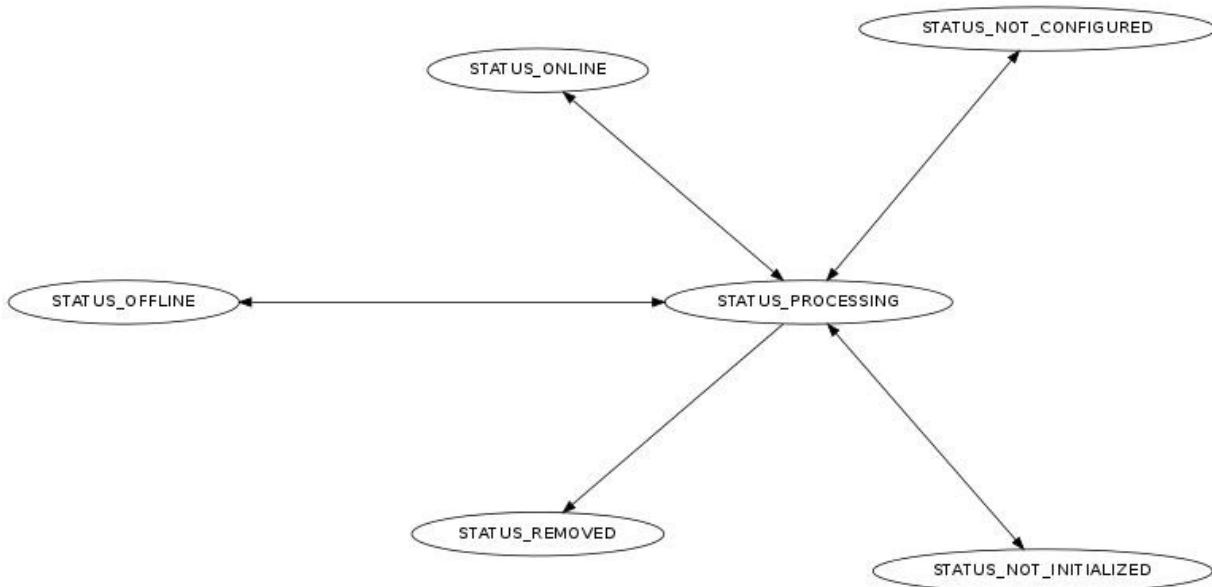 STATUS_NOT_CONFIGURED
STATUS_ONLINE
STATUS_OFFLINE
STATUS_PROCESSING
STATUS_REMOVED
STATUS_NOT_INITIALIZED